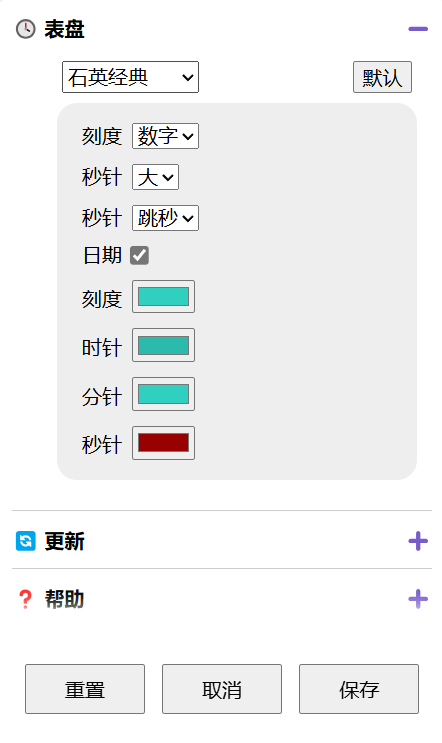 表盘
石英经典 默认
刻度 数字
秒针 大
秒针 跳秒
日期
刻度
时针
分针
秒针
更新
帮助
重置 取消 保存